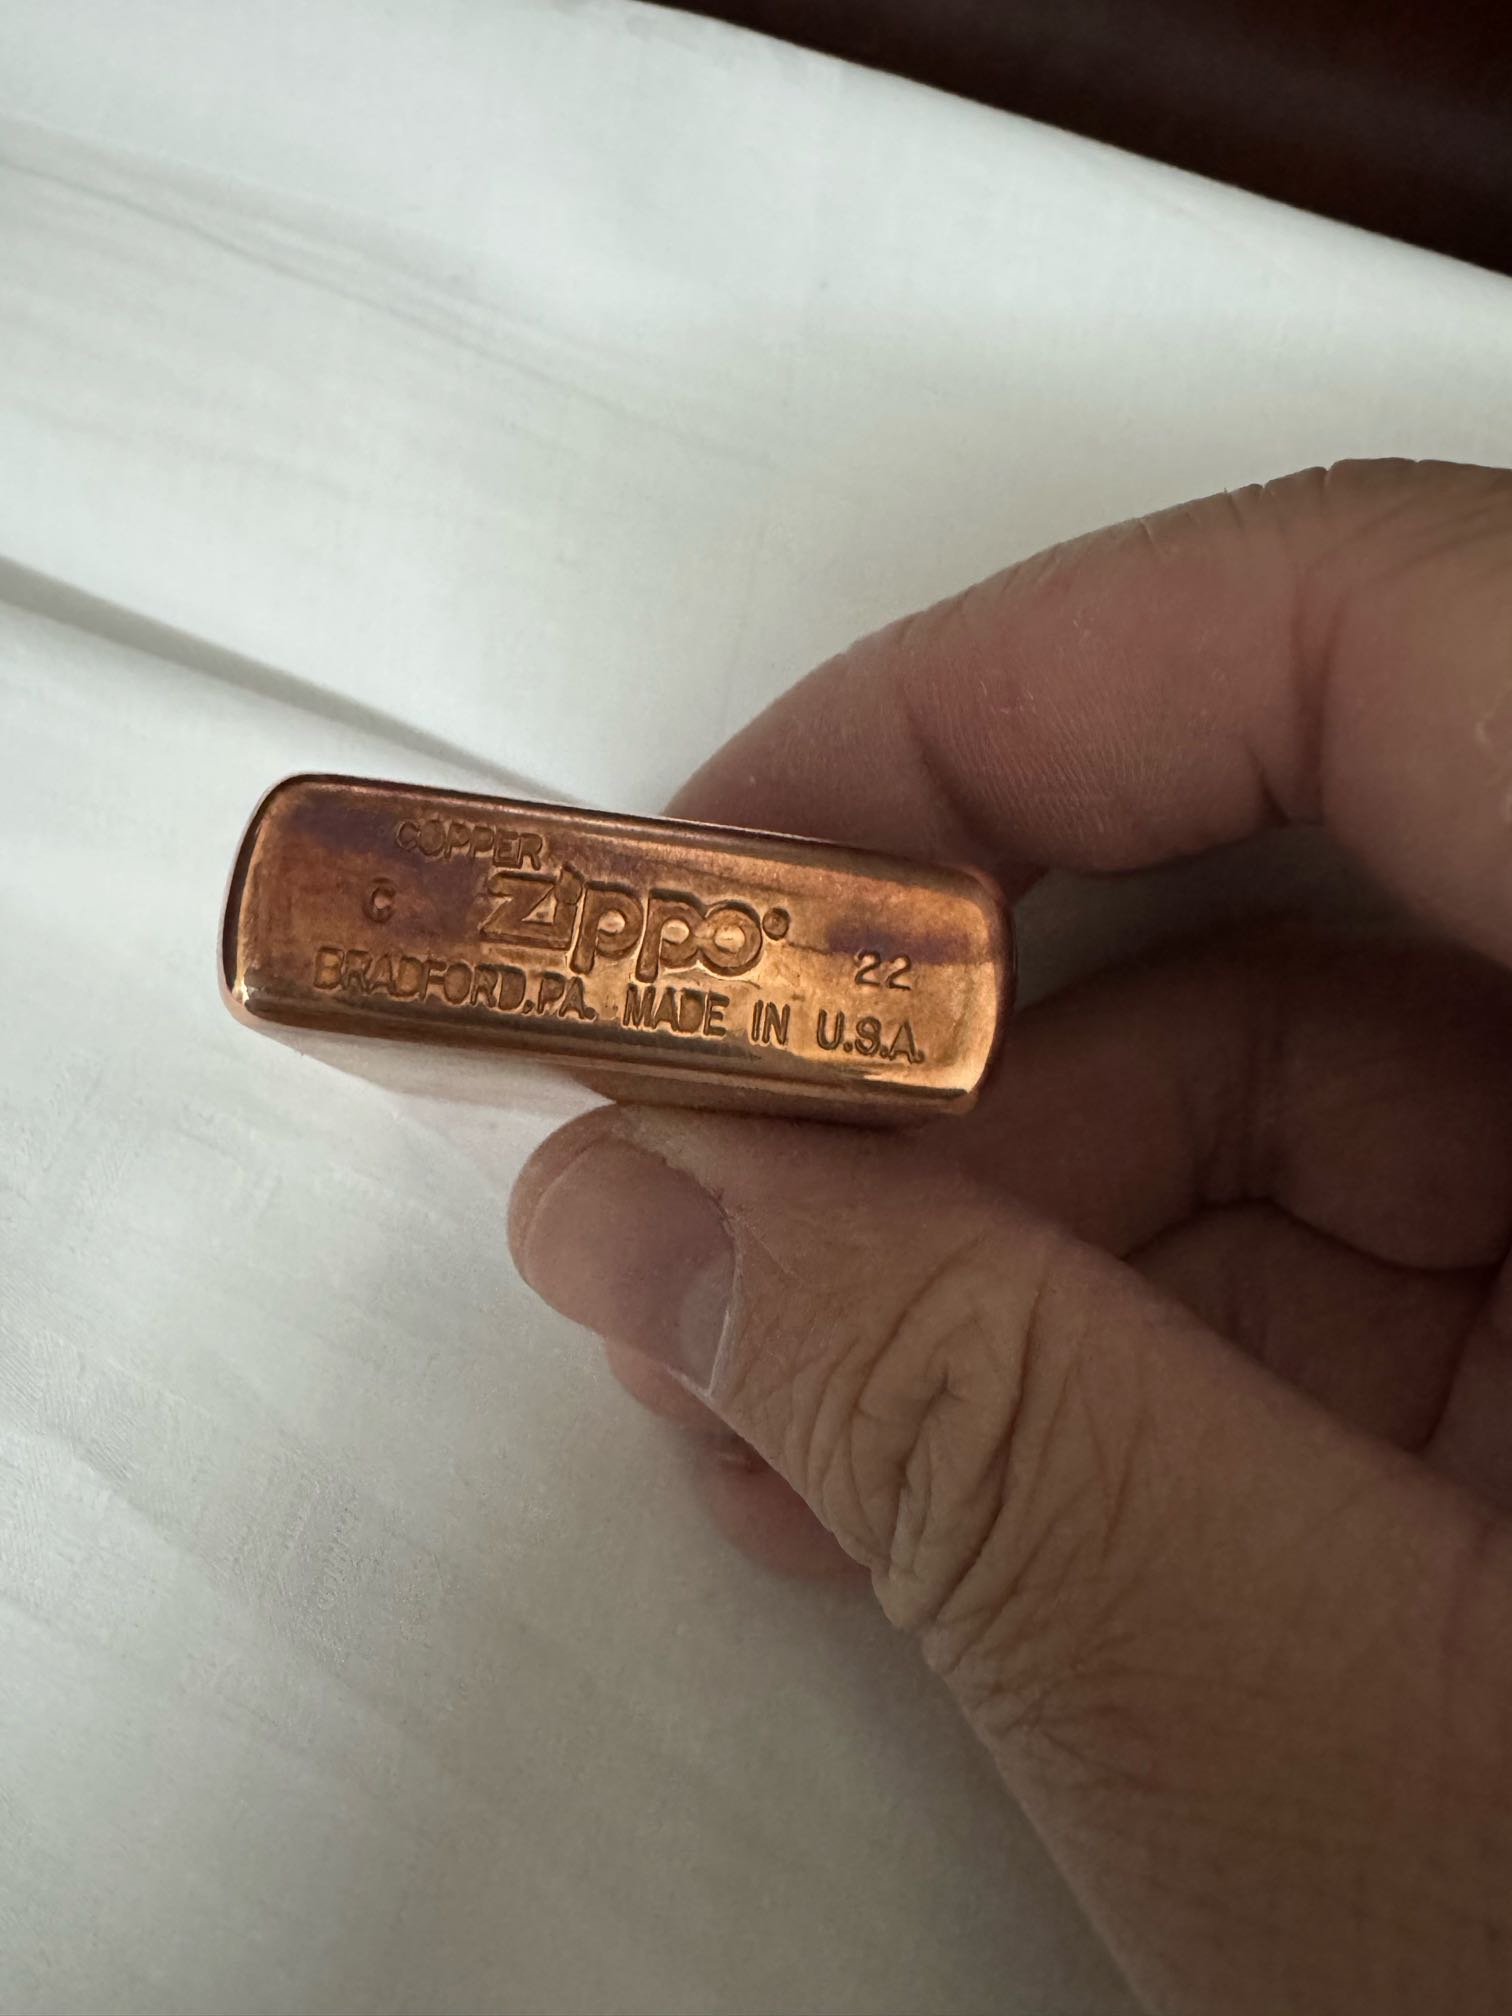 COPPER
C Zippo® 22
BRADFORD,PA. MADE IN U.S.A.